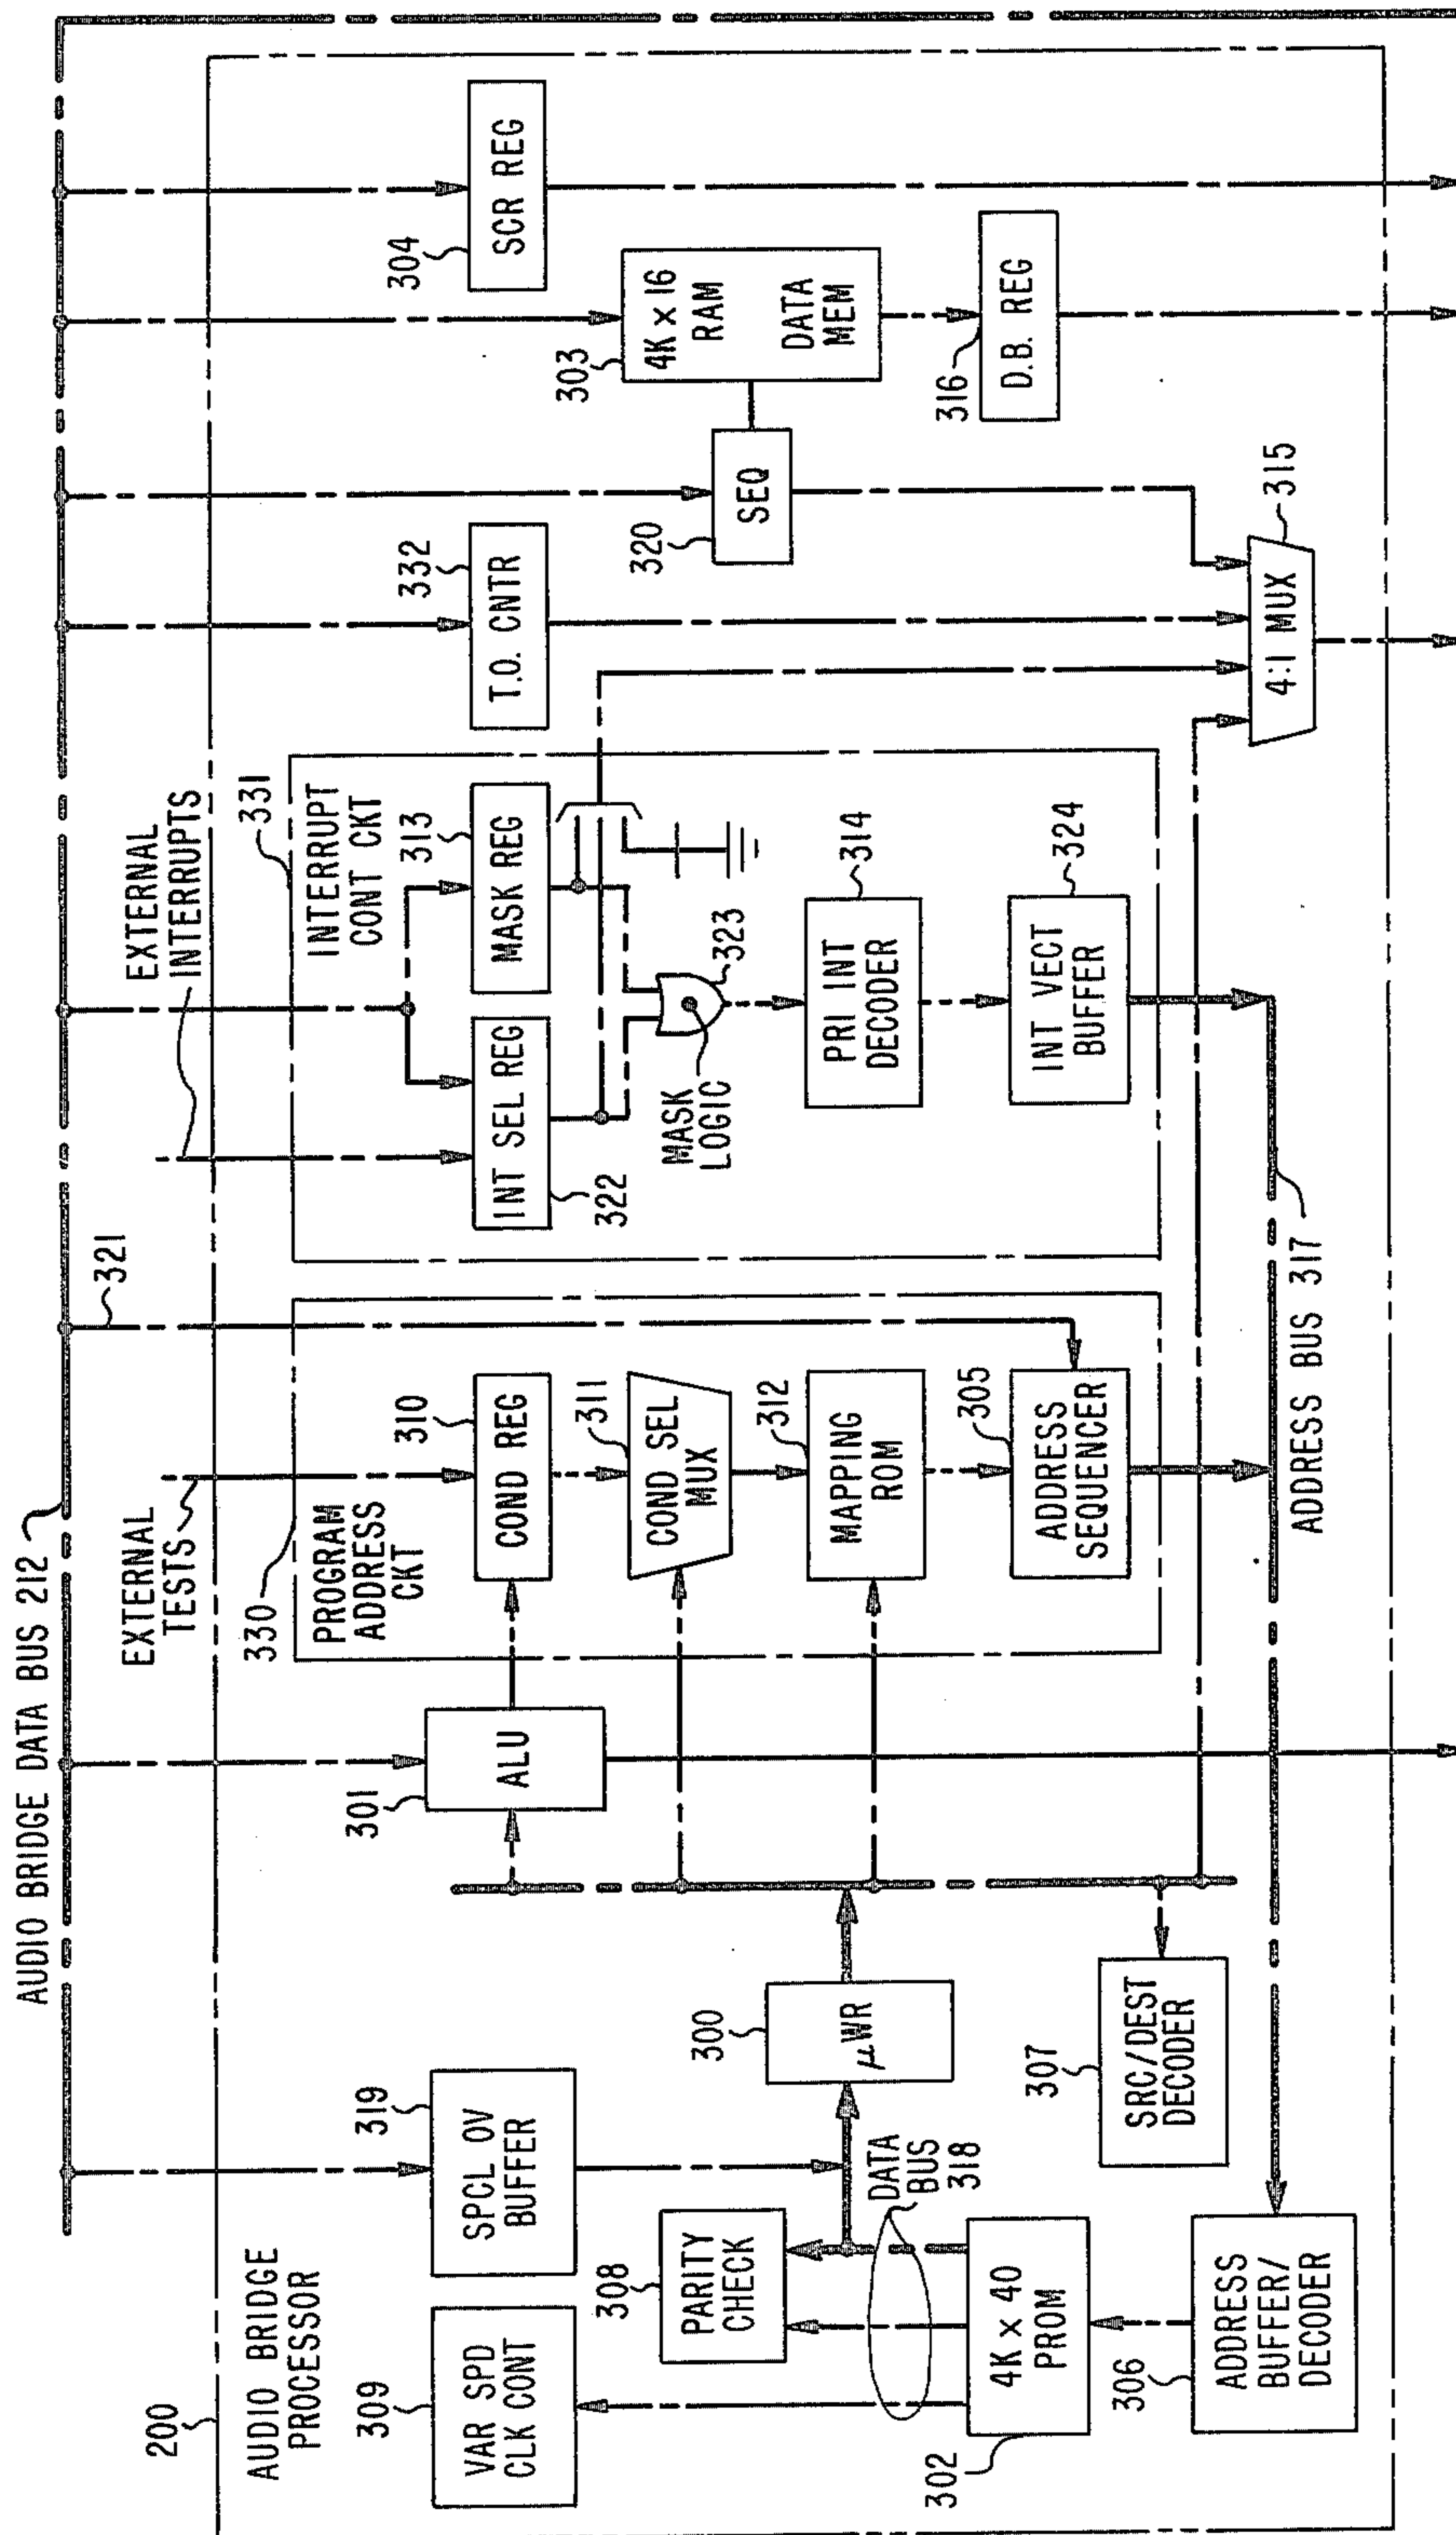 AUDIO BRIDGE DATA BUS 212
200
AUDIO BRIDGE
PROCESSOR
309
VAR SPD
CLK CONT
319
SPCL OV
BUFFER
308
PARITY
CHECK
DATA
BUS
318
302
4K x 40
PROM
306
ADDRESS
BUFFER/
DECODER
300
μWR
307
SRC/DEST
DECODER
301
ALU
EXTERNAL
TESTS
330
PROGRAM
ADDRESS
CKT
310
COND REG
311
COND SEL
MUX
312
MAPPING
ROM
305
ADDRESS
SEQUENCER
321
ADDRESS BUS 317
EXTERNAL
INTERRUPTS
331
INTERRUPT
CONT CKT
322
INT SEL REG
313
MASK REG
MASK
LOGIC
323
314
PRI INT
DECODER
324
INT VECT
BUFFER
332
T.O. CNTR
320
SEQ
315
4:1 MUX
303
4K x 16
RAM
DATA
MEM
304
SCR REG
316
D.B. REG